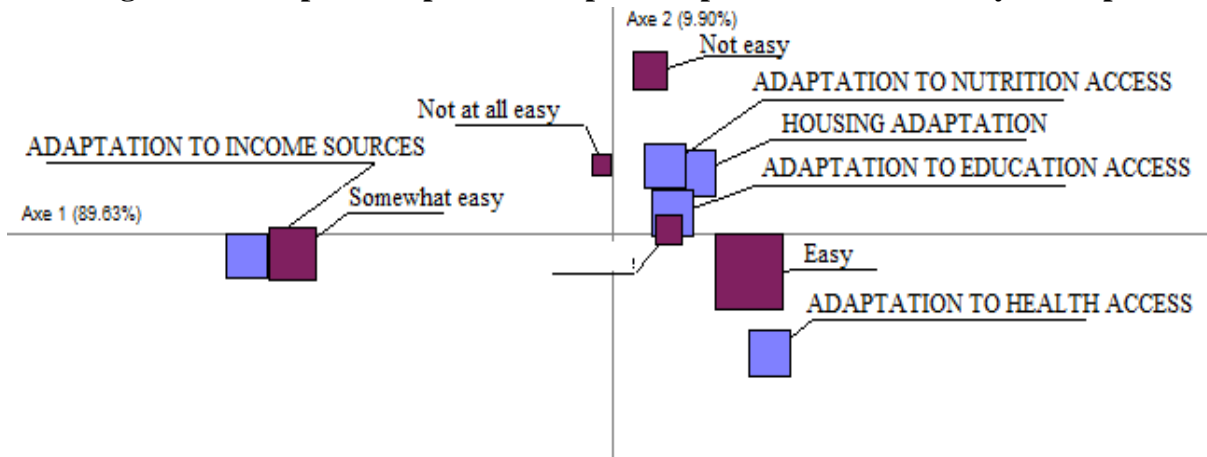 Axe 2 (9.90%)
Not easy
ADAPTATION TO NUTRITION ACCESS
Not at all easy
HOUSING ADAPTATION
ADAPTATION TO INCOME SOURCES
ADAPTATION TO EDUCATION ACCESS
Somewhat easy
Axe 1 (89.63%)
!
Easy
ADAPTATION TO HEALTH ACCESS